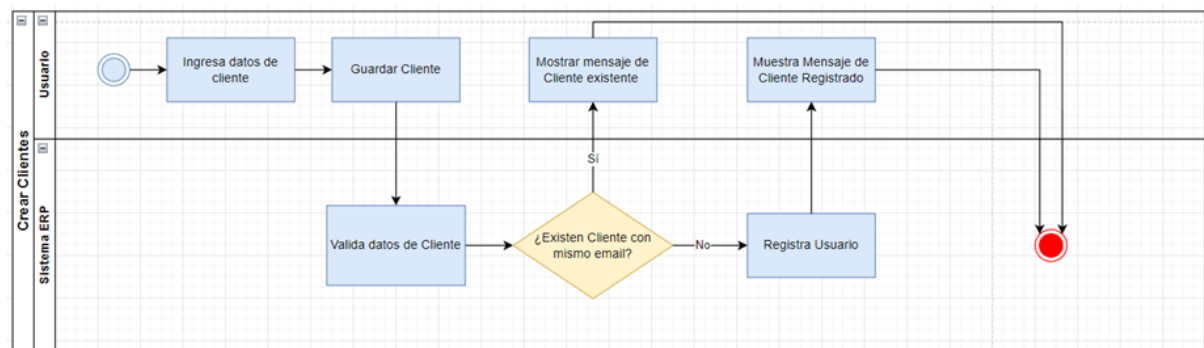 Crear Clientes
Usuario
Ingresa datos de
cliente
Guardar Cliente
Mostrar mensaje de
Cliente existente
Muestra Mensaje de
Cliente Registrado
Sistema ERP
Valida datos de Cliente
¿Existen Cliente con
mismo email?
Sí
No
Registra Usuario